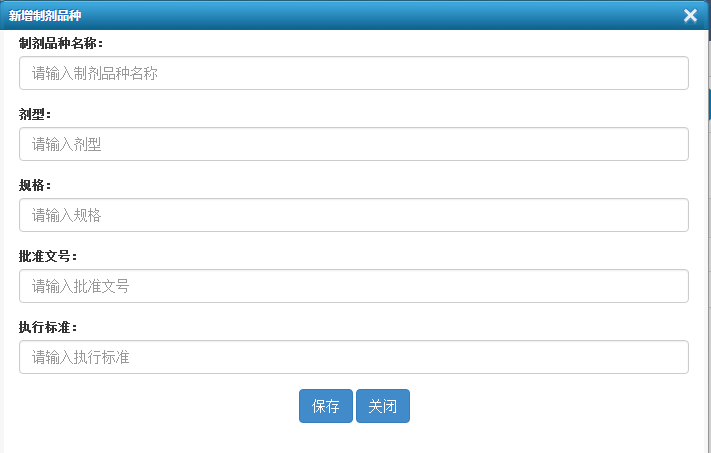 新增制剂品种
制剂品种名称：
请输入制剂品种名称
剂型：
请输入剂型
规格：
请输入规格
批准文号：
请输入批准文号
执行标准：
请输入执行标准
保存 关闭